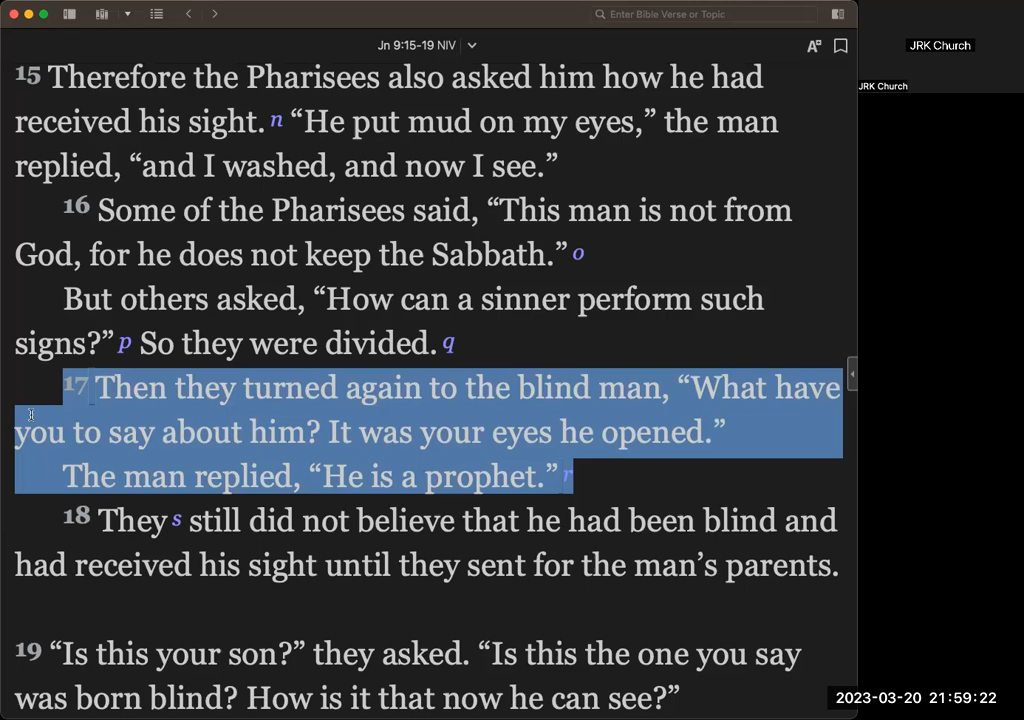 Enter Bible Verse or Topic
Jn 9:15-19 NIV
JRK Church
JRK Church
15 Therefore the Pharisees also asked him how he had
received his sight. n “He put mud on my eyes,” the man
replied, “and I washed, and now I see.”
16 Some of the Pharisees said, “This man is not from
God, for he does not keep the Sabbath.” o
But others asked, “How can a sinner perform such
signs?” p So they were divided. q
17 Then they turned again to the blind man, “What have
you to say about him? It was your eyes he opened.”
The man replied, “He is a prophet.” r
18 They s still did not believe that he had been blind and
had received his sight until they sent for the man’s parents.
19 “Is this your son?” they asked. “Is this the one you say
was born blind? How is it that now he can see?”
2023-03-20 21:59:22